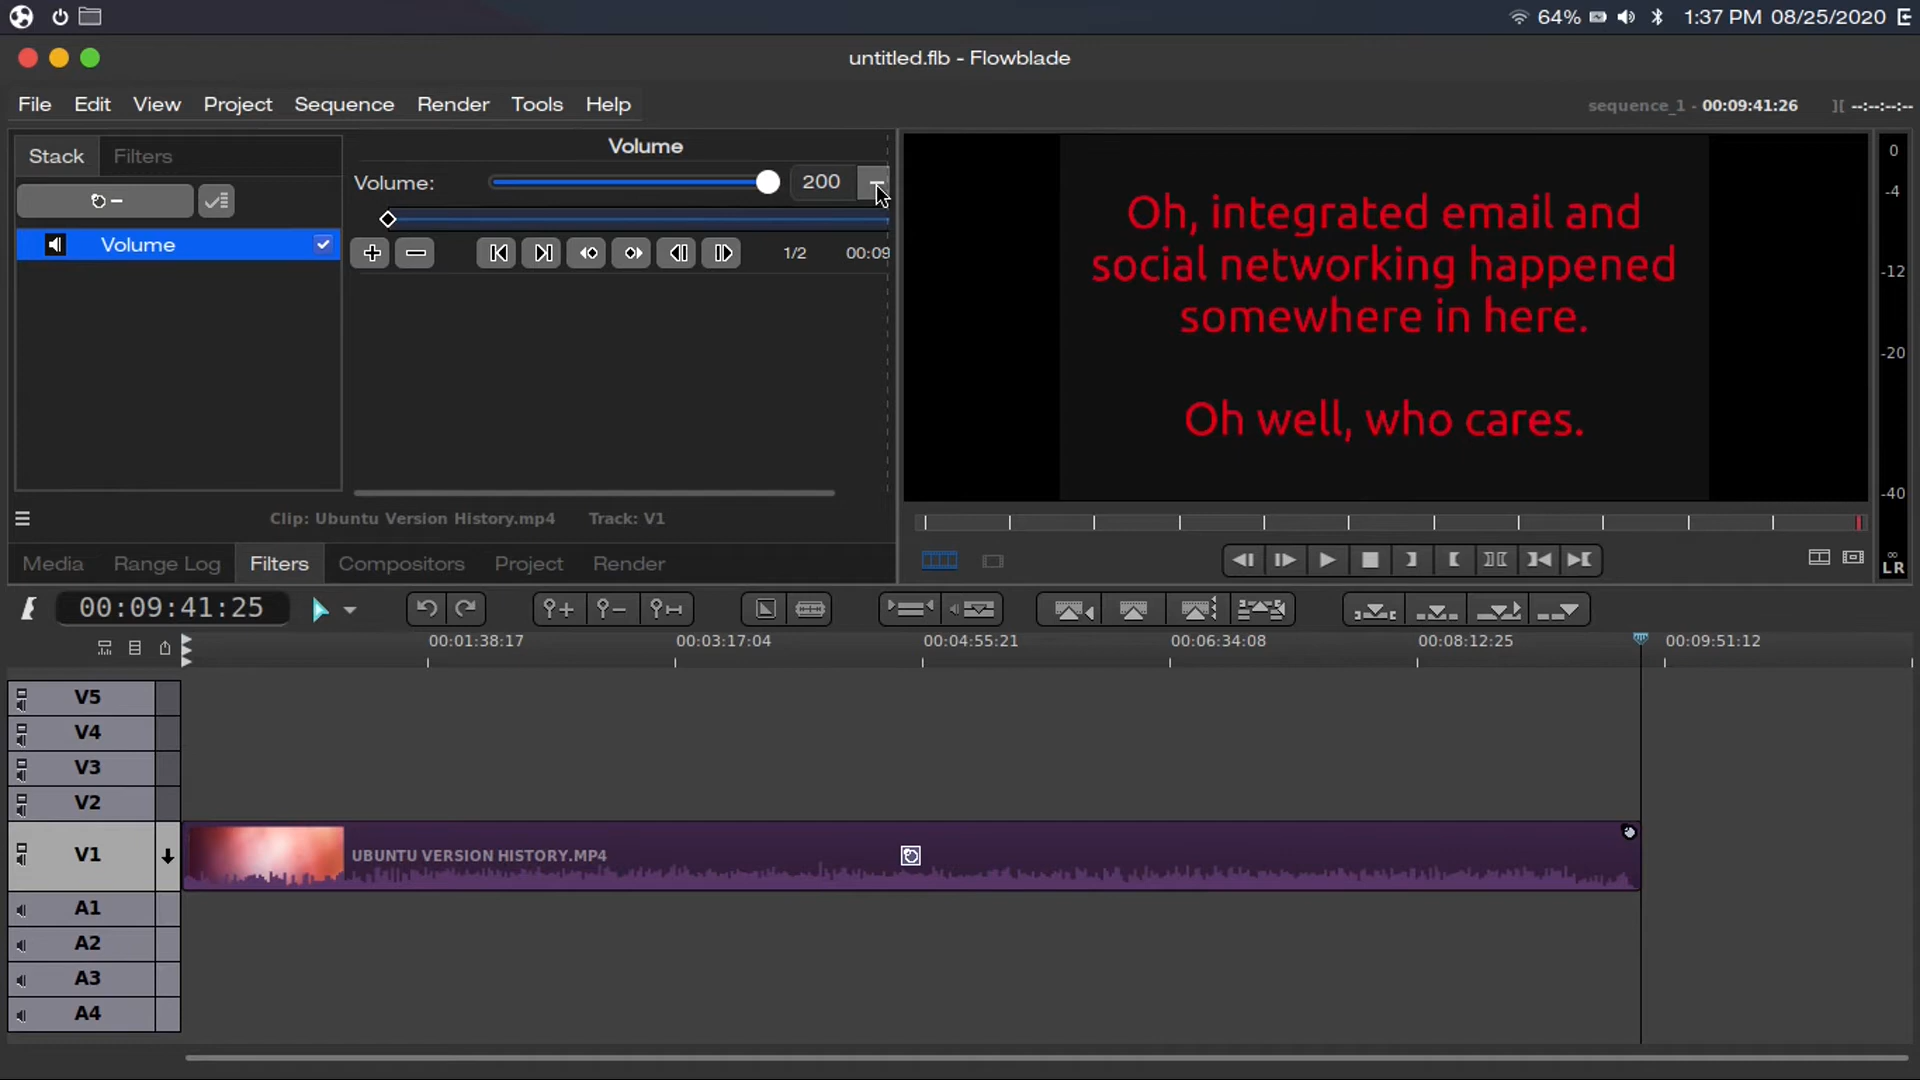 64%
1:37 PM 08/25/2020
untitled.flb - Flowblade
File Edit View Project Sequence Render Tools Help
sequence_1 - 00:09:41:26
][ --:--:--:--
Stack Filters
Volume
Volume: 200
Volume
1/2 00:09
Clip: Ubuntu Version History.mp4 Track: V1
Media Range Log Filters Compositors Project Render
Oh, integrated email and
social networking happened
somewhere in here.
Oh well, who cares.
0
-4
-12
-20
-40
∞
LR
00:09:41:25
00:01:38:17 00:03:17:04 00:04:55:21 00:06:34:08 00:08:12:25 00:09:51:12
V5
V4
V3
V2
V1
UBUNTU VERSION HISTORY.MP4
A1
A2
A3
A4